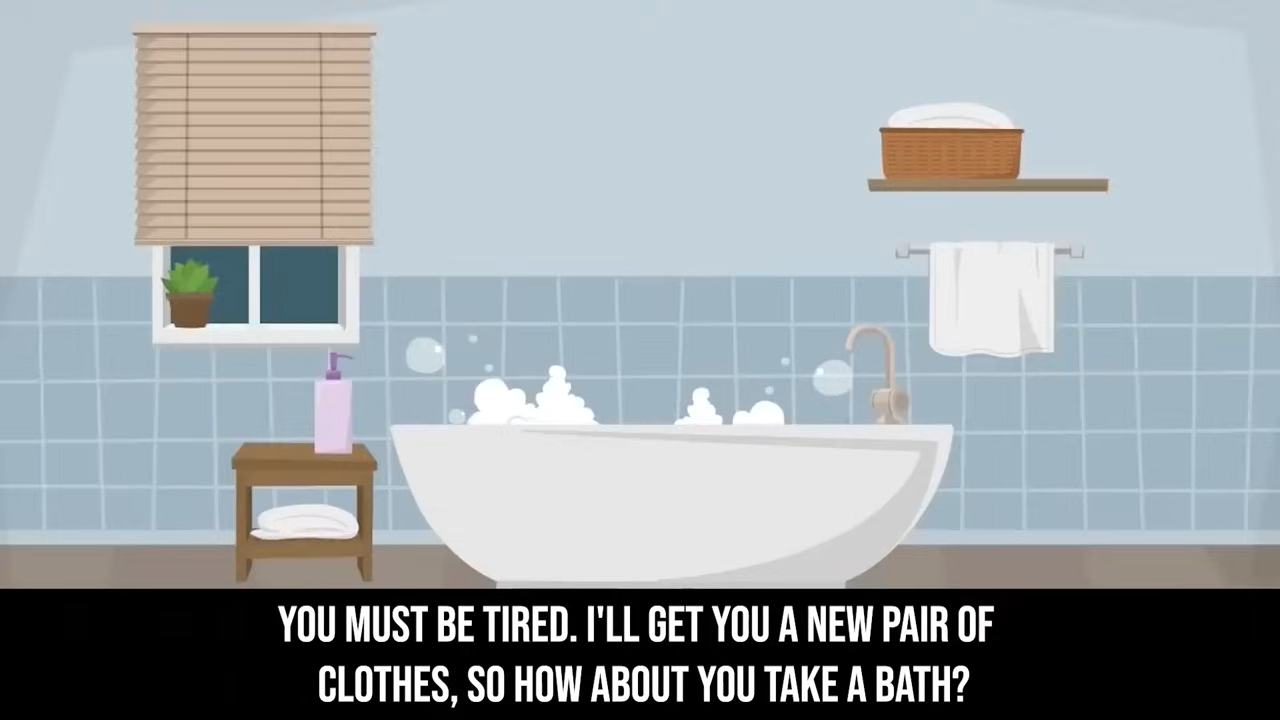 YOU MUST BE TIRED. I'LL GET YOU A NEW PAIR OF
CLOTHES, SO HOW ABOUT YOU TAKE A BATH?